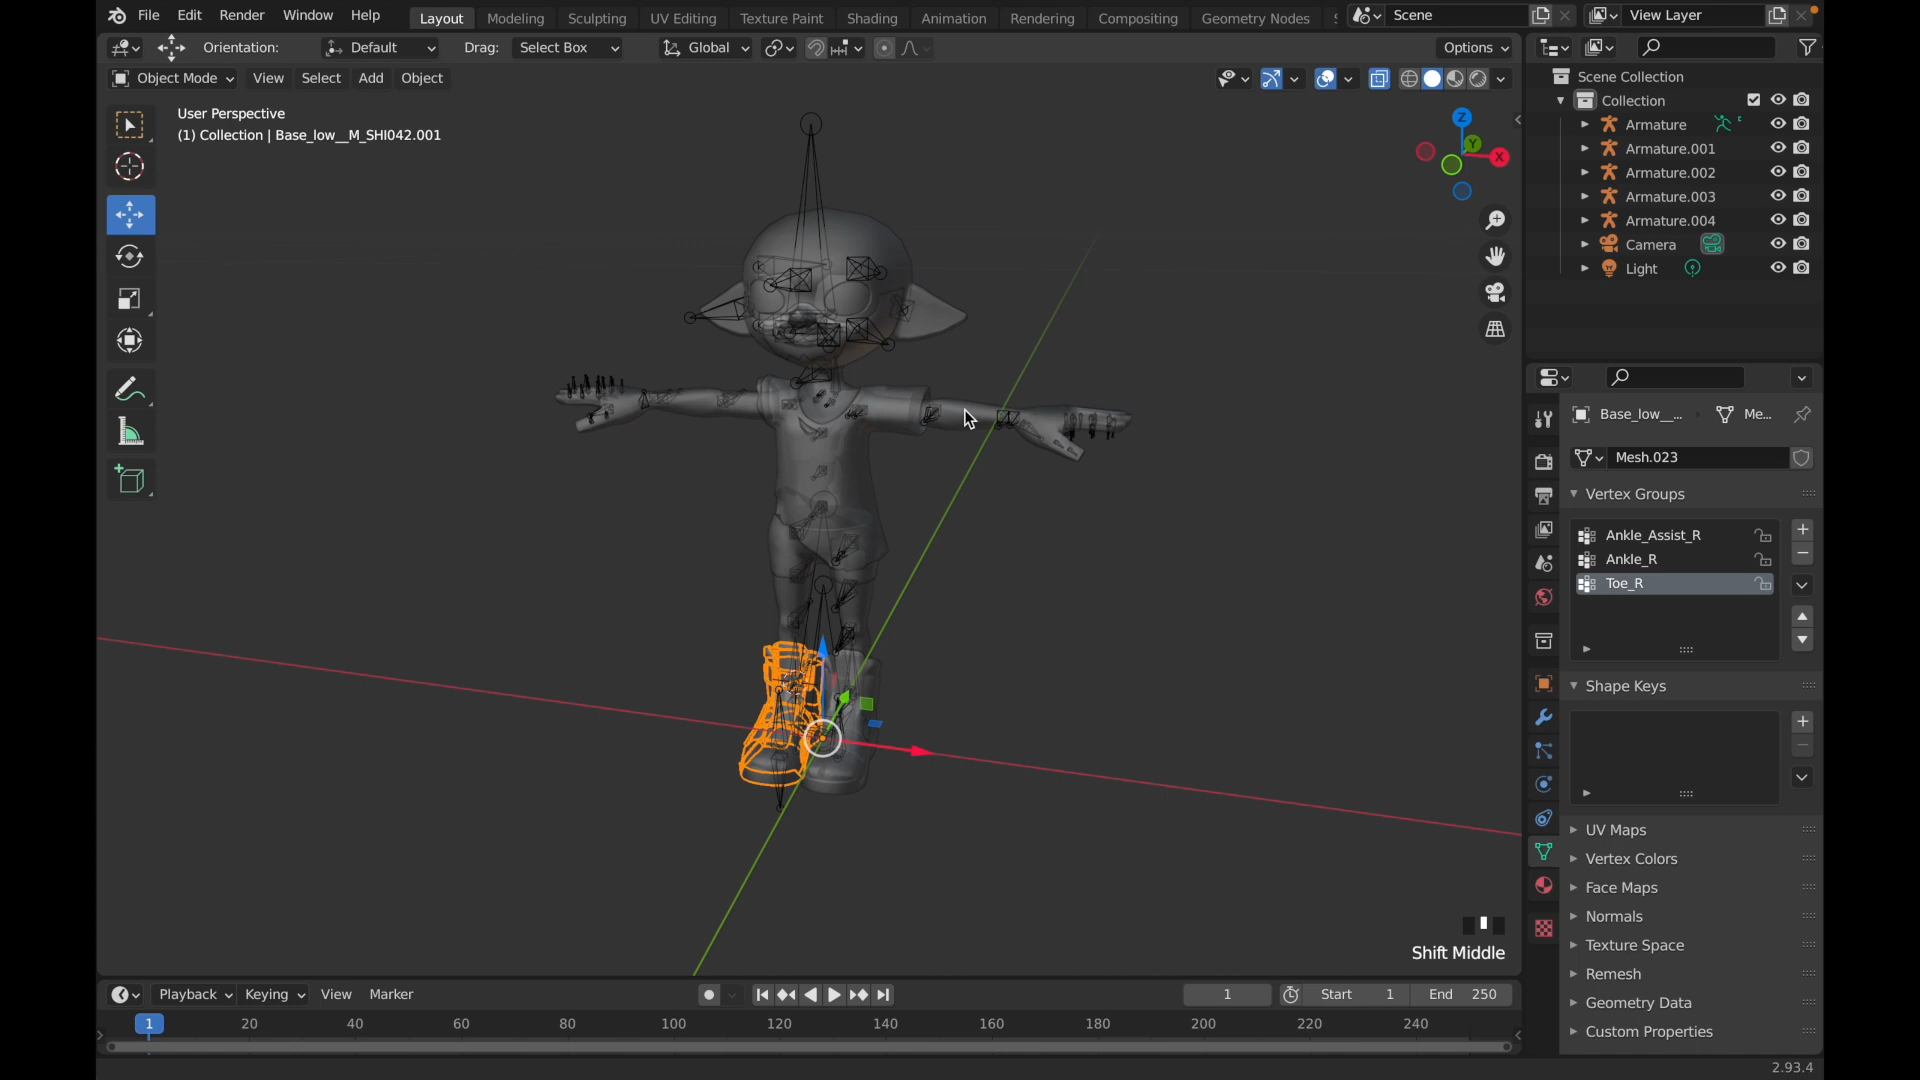 File Edit Render Window Help Layout Modeling Sculpting UV Editing Texture Paint Shading Animation Rendering Compositing Geometry Nodes Scene View Layer
Orientation: Default Drag: Select Box Global Options
Object Mode View Select Add Object
User Perspective
(1) Collection | Base_low__M_SHI042.001
Z
Y
X
Scene Collection
Collection
Armature
Armature.001
Armature.002
Armature.003
Armature.004
Camera
Light
Base_low__... Me...
Mesh.023
Vertex Groups
Ankle_Assist_R
Ankle_R
Toe_R
Shape Keys
UV Maps
Vertex Colors
Face Maps
Normals
Texture Space
Remesh
Geometry Data
Custom Properties
Shift Middle
Playback Keying View Marker 1 Start 1 End 250
1 20 40 60 80 100 120 140 160 180 200 220 240
2.93.4